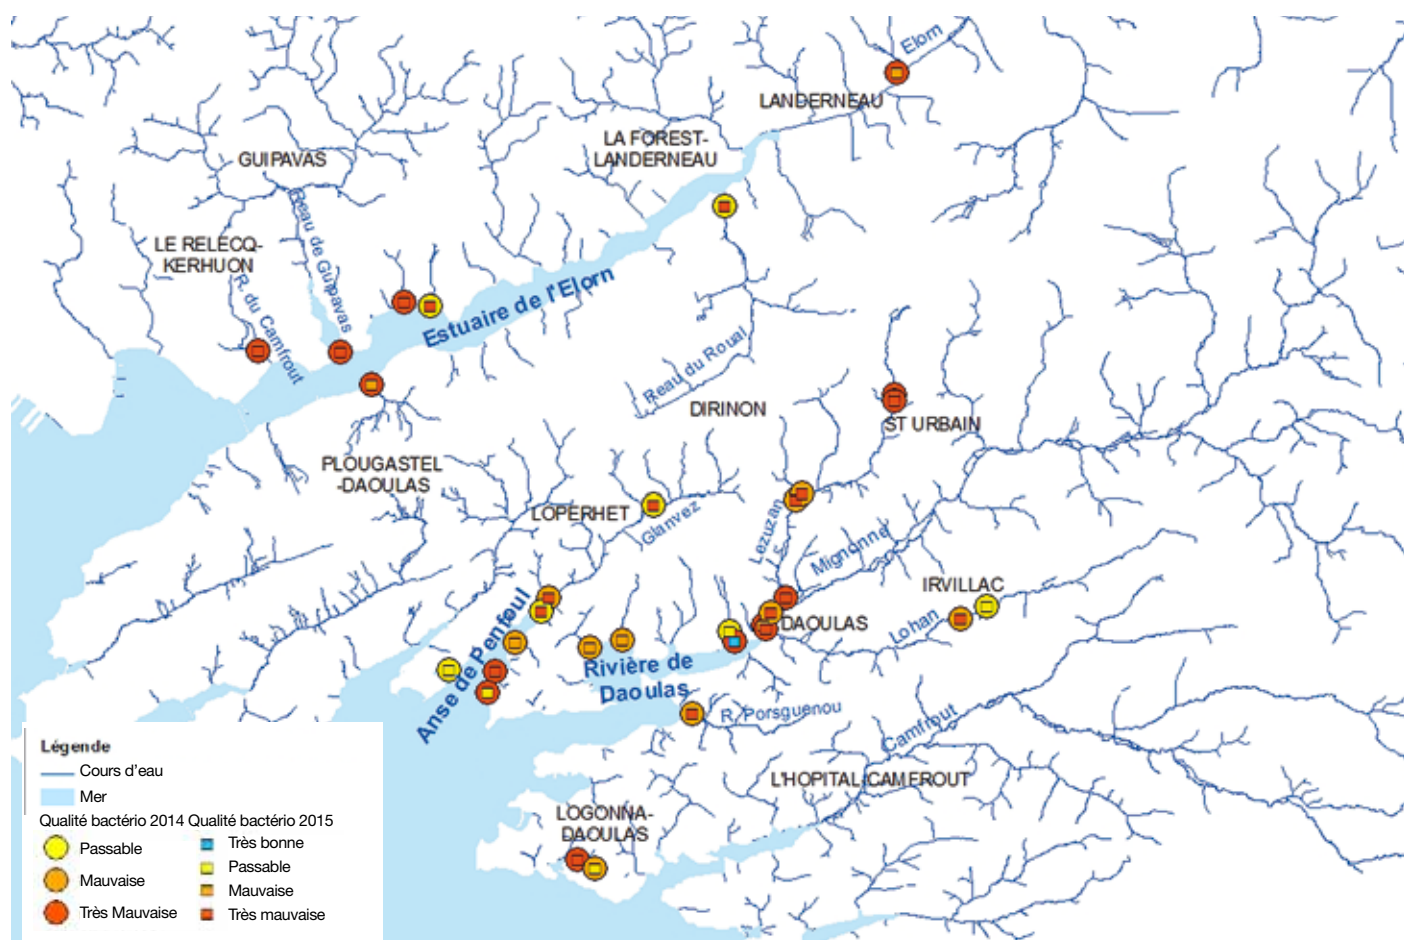 Elorn
LANDERNEAU
LA FOREST-
LANDERNEAU
GUIPAVAS
Reau de Guipavas
LE RELECQ-
KERHUON
R. du Camfrout
Estuaire de l'Elorn
Reau du Roual
DIRINON
ST URBAIN
PLOUGASTEL
-DAOULAS
LOPERHET
Glanvez
Lezuzan
Mignonne
IRVILLAC
Lohan
DAOULAS
Anse de Penfoul
Rivière de
Daoulas
R. Porsguenou
Camfrout
L'HOPITAL-CAMFROUT
LOGONNA-
DAOULAS
Légende
Cours d'eau
Mer
Qualité bactério 2014 Qualité bactério 2015
Passable
Mauvaise
Très Mauvaise
Très bonne
Passable
Mauvaise
Très mauvaise